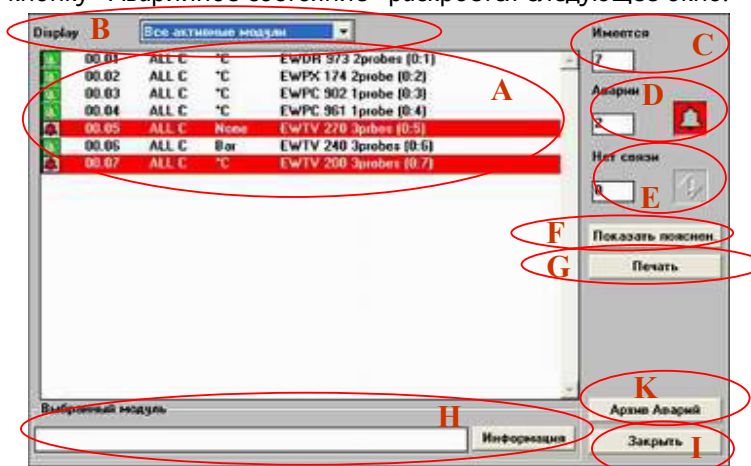 кнопку "Аварийное состояние" раскроется следующее окно:
Display B Все активные модули
Имеется C
7
00.01 ALL C °C EWDR 973 2probes (0:1)
00.02 ALL C °C EWPX 174 2probe (0:2)
00.03 ALL C °C EWPC 902 1probe (0:3)
00.04 ALL C °C EWPC 961 1probe (0:4)
00.05 ALL C None EWTV 270 3prbes (0:5)
00.06 ALL C Bar EWTV 240 3probes (0:6)
00.07 ALL C °C EWTV 200 3probes (0:7)
A
Аварии D
2
Нет связи
0 E
F Показать пояснен.
G Печать
K
Архив Аварий
Выбранный модуль
H
Информация
Закрыть I